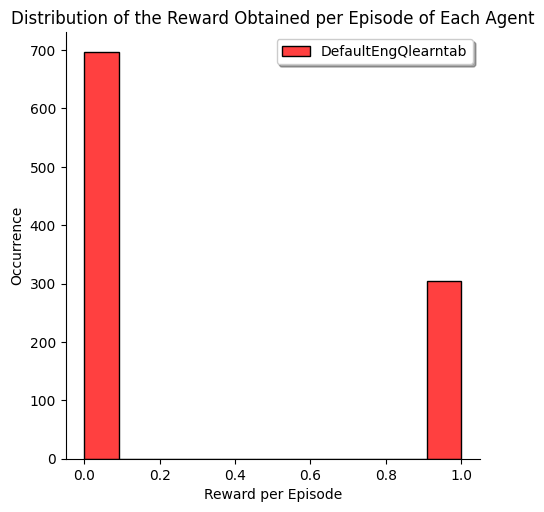 Distribution of the Reward Obtained per Episode of Each Agent
DefaultEngQlearntab
700
600
500
400
300
200
100
0
Occurrence
0.0 0.2 0.4 0.6 0.8 1.0
Reward per Episode